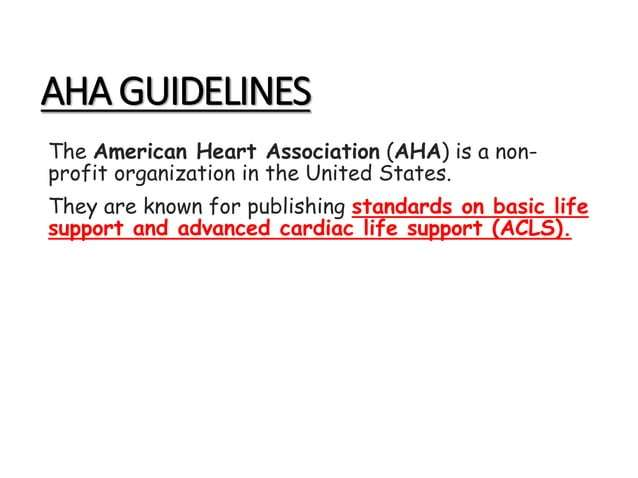 AHA GUIDELINES
The American Heart Association (AHA) is a non-
profit organization in the United States.
They are known for publishing standards on basic life
support and advanced cardiac life support (ACLS).